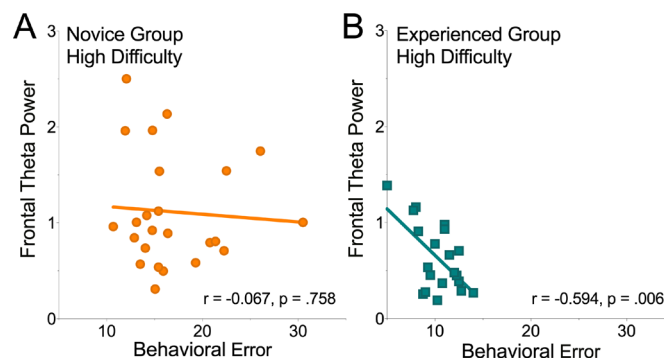 A
Novice Group
High Difficulty
Frontal Theta Power
3
2
1
0
10
20
30
r = -0.067, p = .758
Behavioral Error
B
Experienced Group
High Difficulty
Frontal Theta Power
3
2
1
0
10
20
30
r = -0.594, p = .006
Behavioral Error